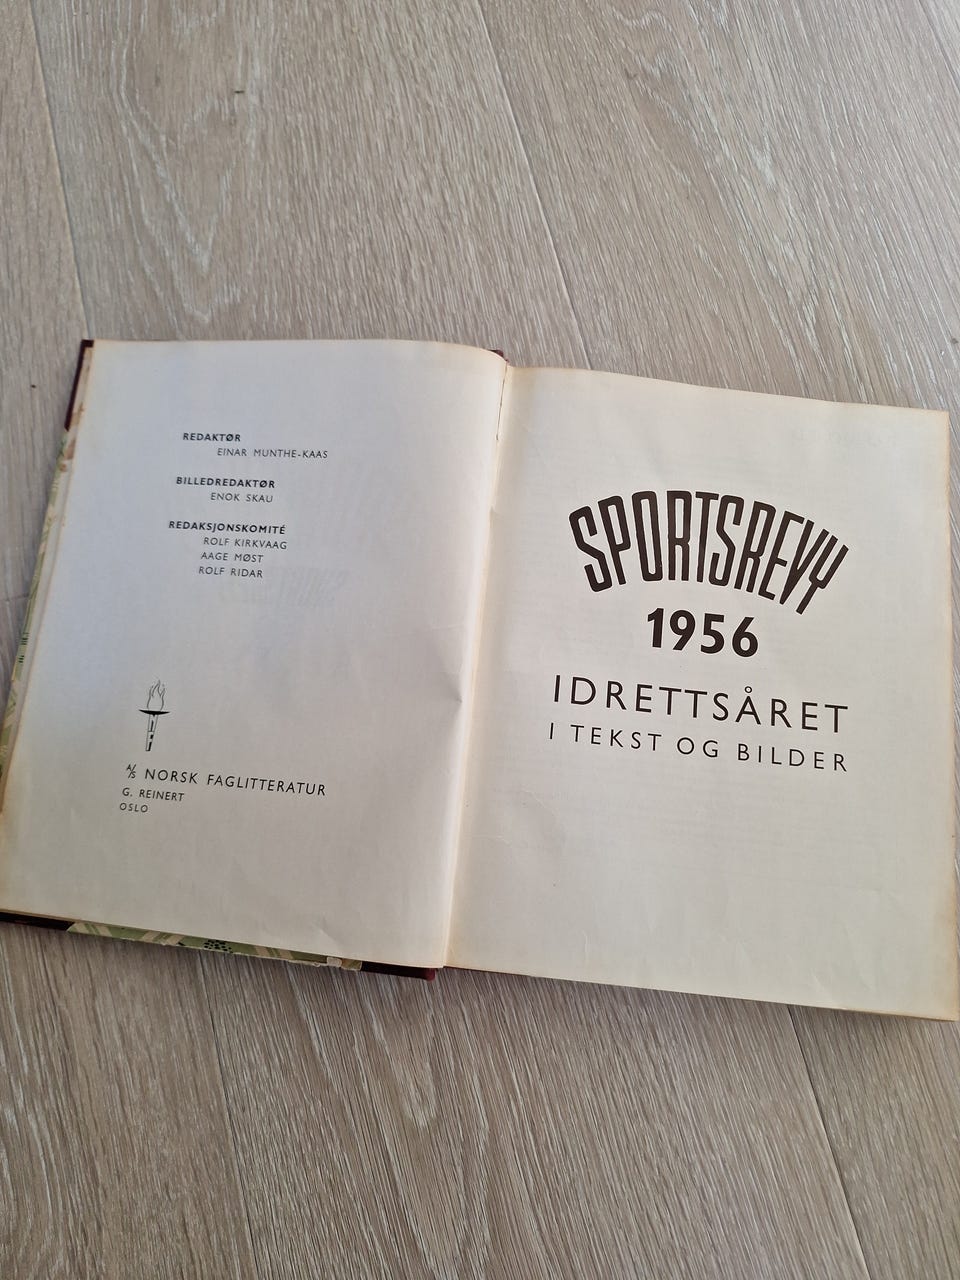 REDAKTØR
EINAR MUNTHE-KAAS
BILLEDREDAKTØR
ENOK SKAU
REDAKSJONSKOMITÉ
ROLF KIRKVAAG
AAGE MØST
ROLF RIDAR
A/S NORSK FAGLITTERATUR
G. REINERT
OSLO
SPORTSREVY
1956
IDRETTSÅRET
I TEKST OG BILDER